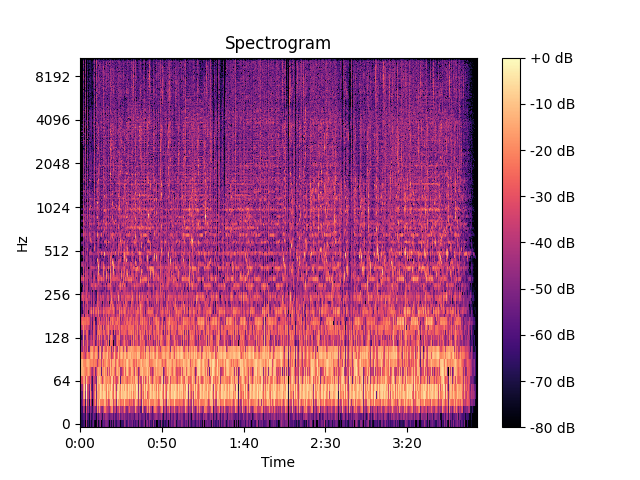 Spectrogram
8192
4096
2048
1024
512
256
128
64
0
Hz
0:00 0:50 1:40 2:30 3:20
Time
+0 dB
-10 dB
-20 dB
-30 dB
-40 dB
-50 dB
-60 dB
-70 dB
-80 dB